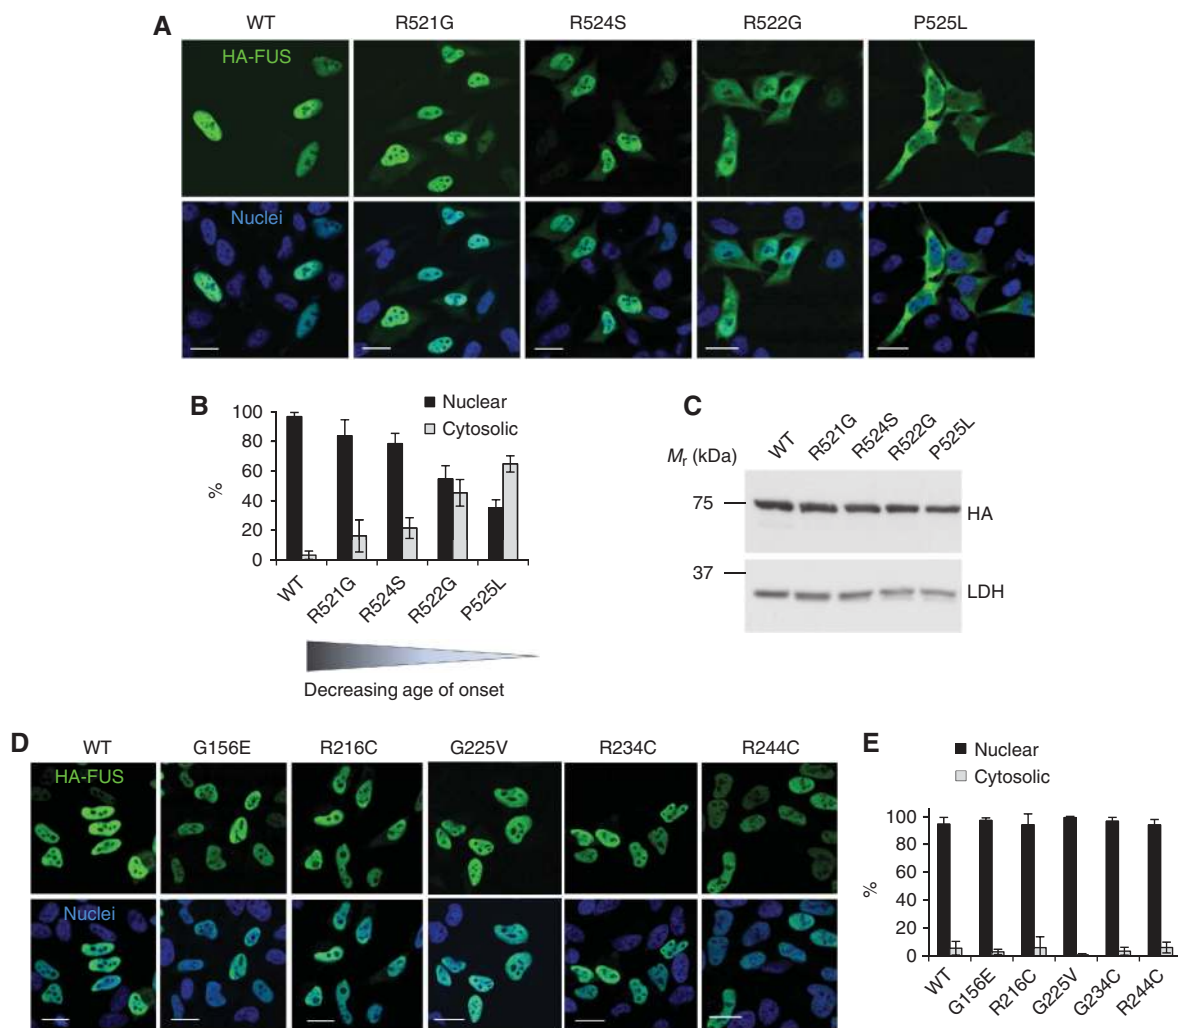 A
WT
R521G
R524S
R522G
P525L
HA-FUS
Nuclei
B
Nuclear
Cytosolic
100
80
60
40
20
0
%
WT
R521G
R524S
R522G
P525L
Decreasing age of onset
C
WT
R521G
R524S
R522G
P525L
Mr (kDa)
75
HA
37
LDH
D
WT
G156E
R216C
G225V
R234C
R244C
HA-FUS
Nuclei
E
Nuclear
Cytosolic
100
80
60
40
20
0
%
WT
G156E
R216C
G225V
G234C
R244C